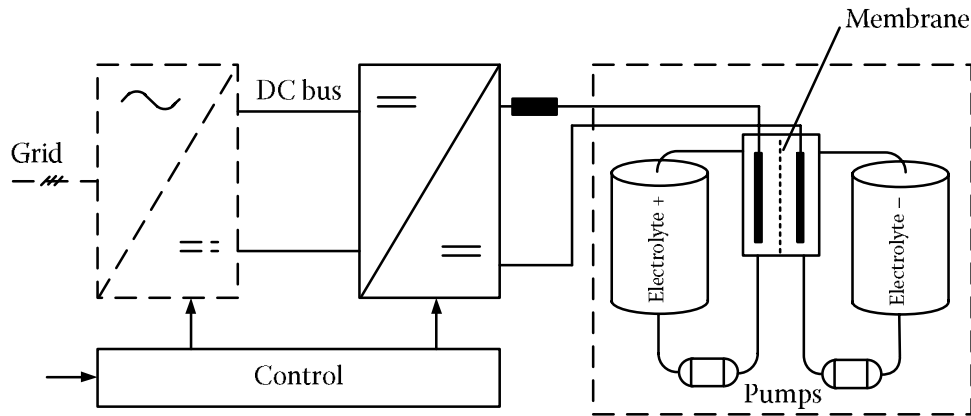 Membrane
DC bus
Grid
Electrolyte +
Electrolyte –
Control
Pumps